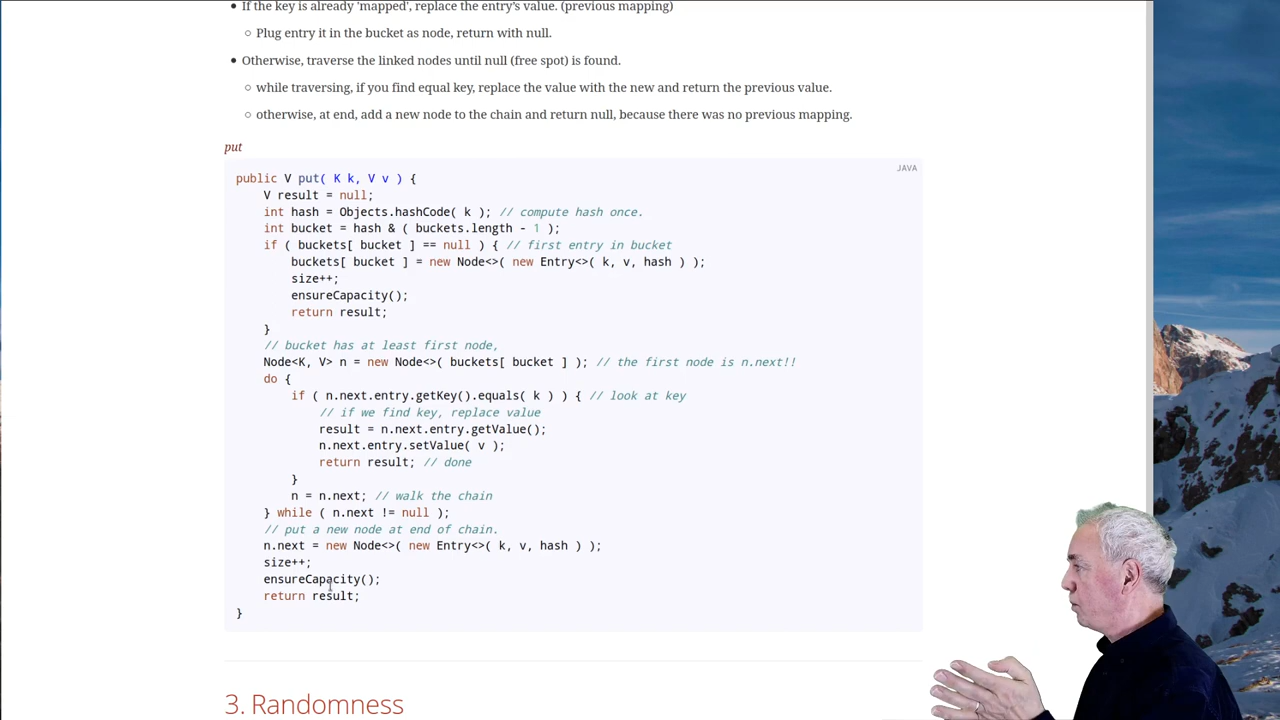 If the key is already 'mapped', replace the entry's value. (previous mapping)
Plug entry it in the bucket as node, return with null.
Otherwise, traverse the linked nodes until null (free spot) is found.
while traversing, if you find equal key, replace the value with the new and return the previous value.
otherwise, at end, add a new node to the chain and return null, because there was no previous mapping.
put
JAVA
public V put( K k, V v ) {
V result = null;
int hash = Objects.hashCode( k ); // compute hash once.
int bucket = hash & ( buckets.length - 1 );
if ( buckets[ bucket ] == null ) { // first entry in bucket
buckets[ bucket ] = new Node<>( new Entry<>( k, v, hash ) );
size++;
ensureCapacity();
return result;
}
// bucket has at least first node,
Node<K, V> n = new Node<>( buckets[ bucket ] ); // the first node is n.next!!
do {
if ( n.next.entry.getKey().equals( k ) ) { // look at key
// if we find key, replace value
result = n.next.entry.getValue();
n.next.entry.setValue( v );
return result; // done
}
n = n.next; // walk the chain
} while ( n.next != null );
// put a new node at end of chain.
n.next = new Node<>( new Entry<>( k, v, hash ) );
size++;
ensureCapacity();
return result;
}
3. Randomness